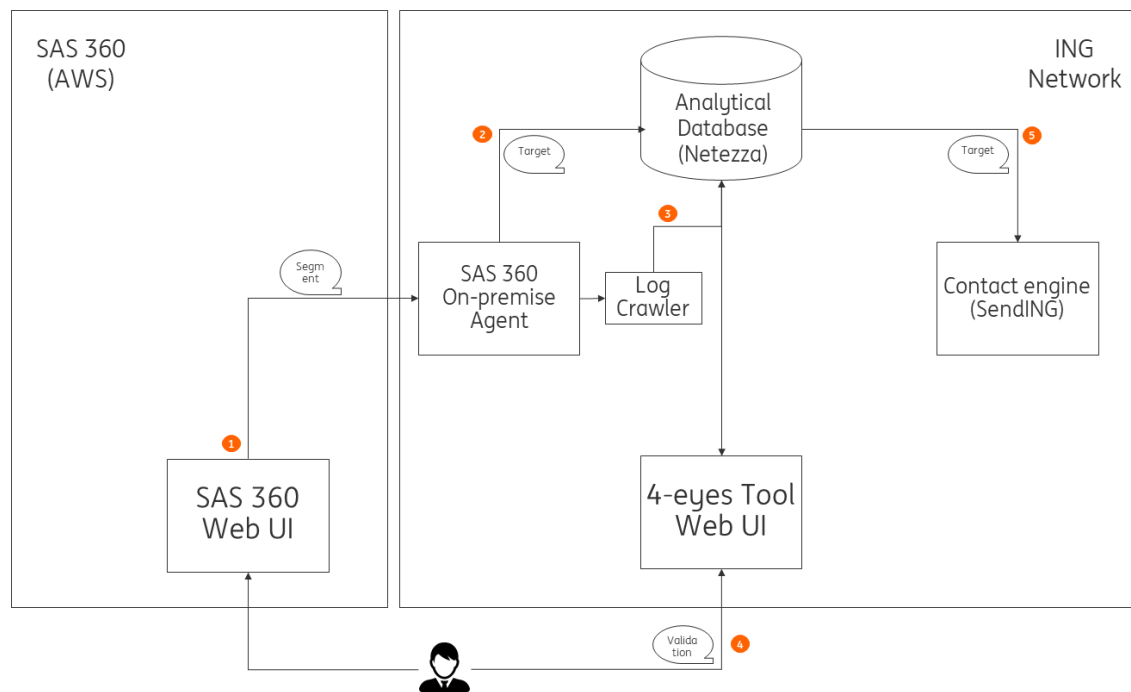 SAS 360
(AWS)
ING
Network
Analytical
Database
(Netezza)
2
Target
5
Target
3
Segm
ent
SAS 360
On-premise
Agent
Log
Crawler
Contact engine
(SendING)
1
SAS 360
Web UI
4-eyes Tool
Web UI
Valida
tion
4